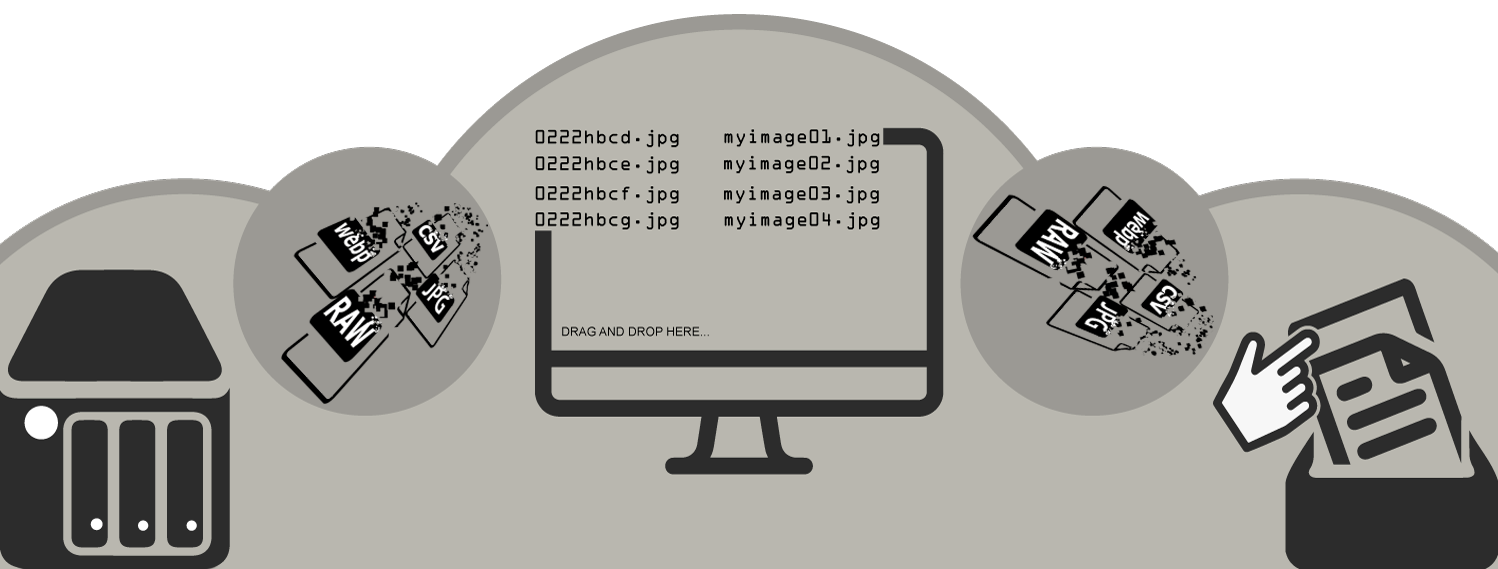 0222hbcd.jpg myimage01.jpg
0222hbce.jpg myimage02.jpg
0222hbcf.jpg myimage03.jpg
0222hbcg.jpg myimage04.jpg
webp
CSV
RAW
JPG
RAW
webp
JPG
CSV
DRAG AND DROP HERE...